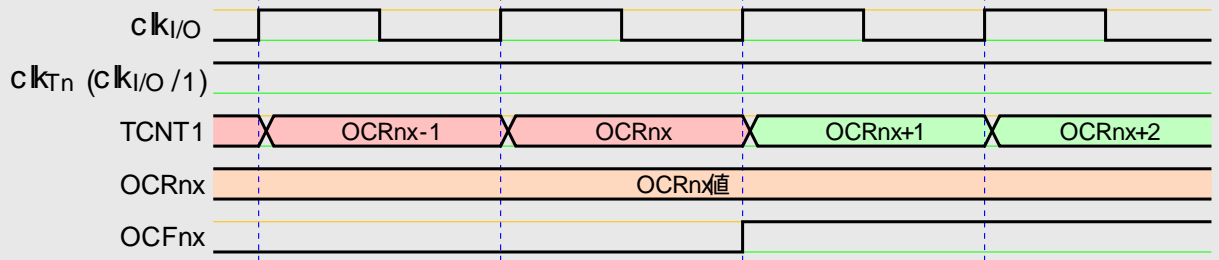 clkI/O
clkTn (clkI/O /1)
TCNT1 OCRnx-1 OCRnx OCRnx+1 OCRnx+2
OCRnx OCRnx値
OCFnx